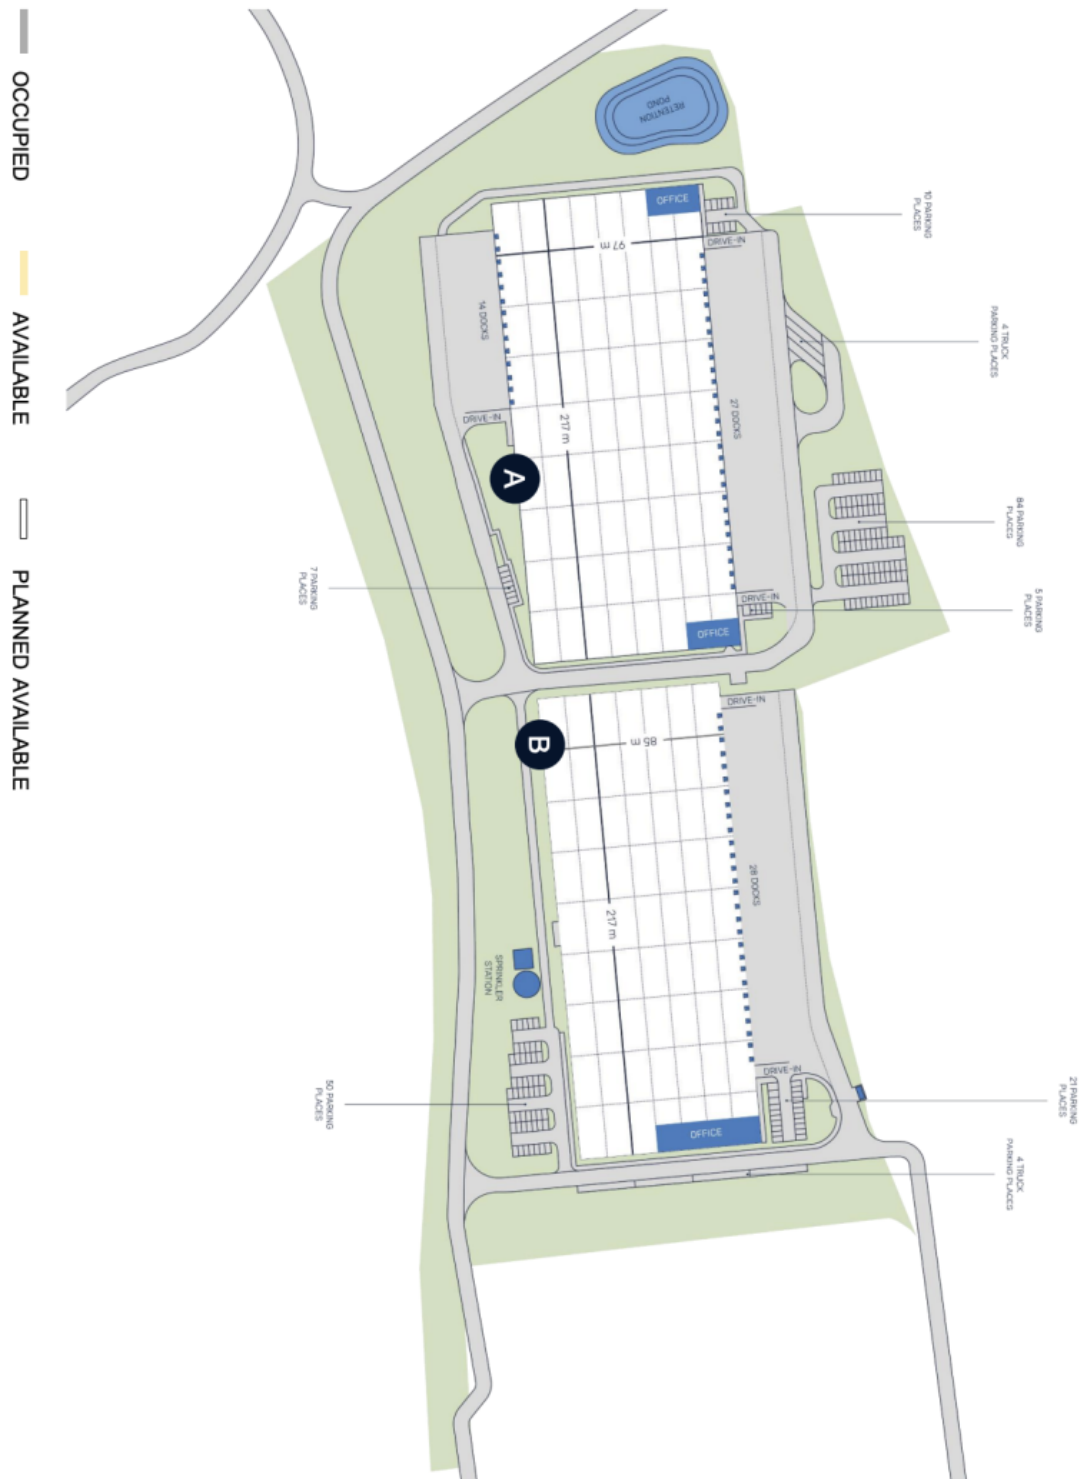 OCCUPIED
AVAILABLE
PLANNED AVAILABLE
RETENTION
POND
OFFICE
10 PARKING
PLACES
DRIVE-IN
97 m
14 DOCKS
4 TRUCK
PARKING PLACES
27 DOCKS
217 m
DRIVE-IN
A
84 PARKING
PLACES
7 PARKING
PLACES
DRIVE-IN
5 PARKING
PLACES
OFFICE
DRIVE-IN
B
85 m
28 DOCKS
217 m
SPRINKLER
STATION
DRIVE-IN
50 PARKING
PLACES
21 PARKING
PLACES
OFFICE
4 TRUCK
PARKING PLACES